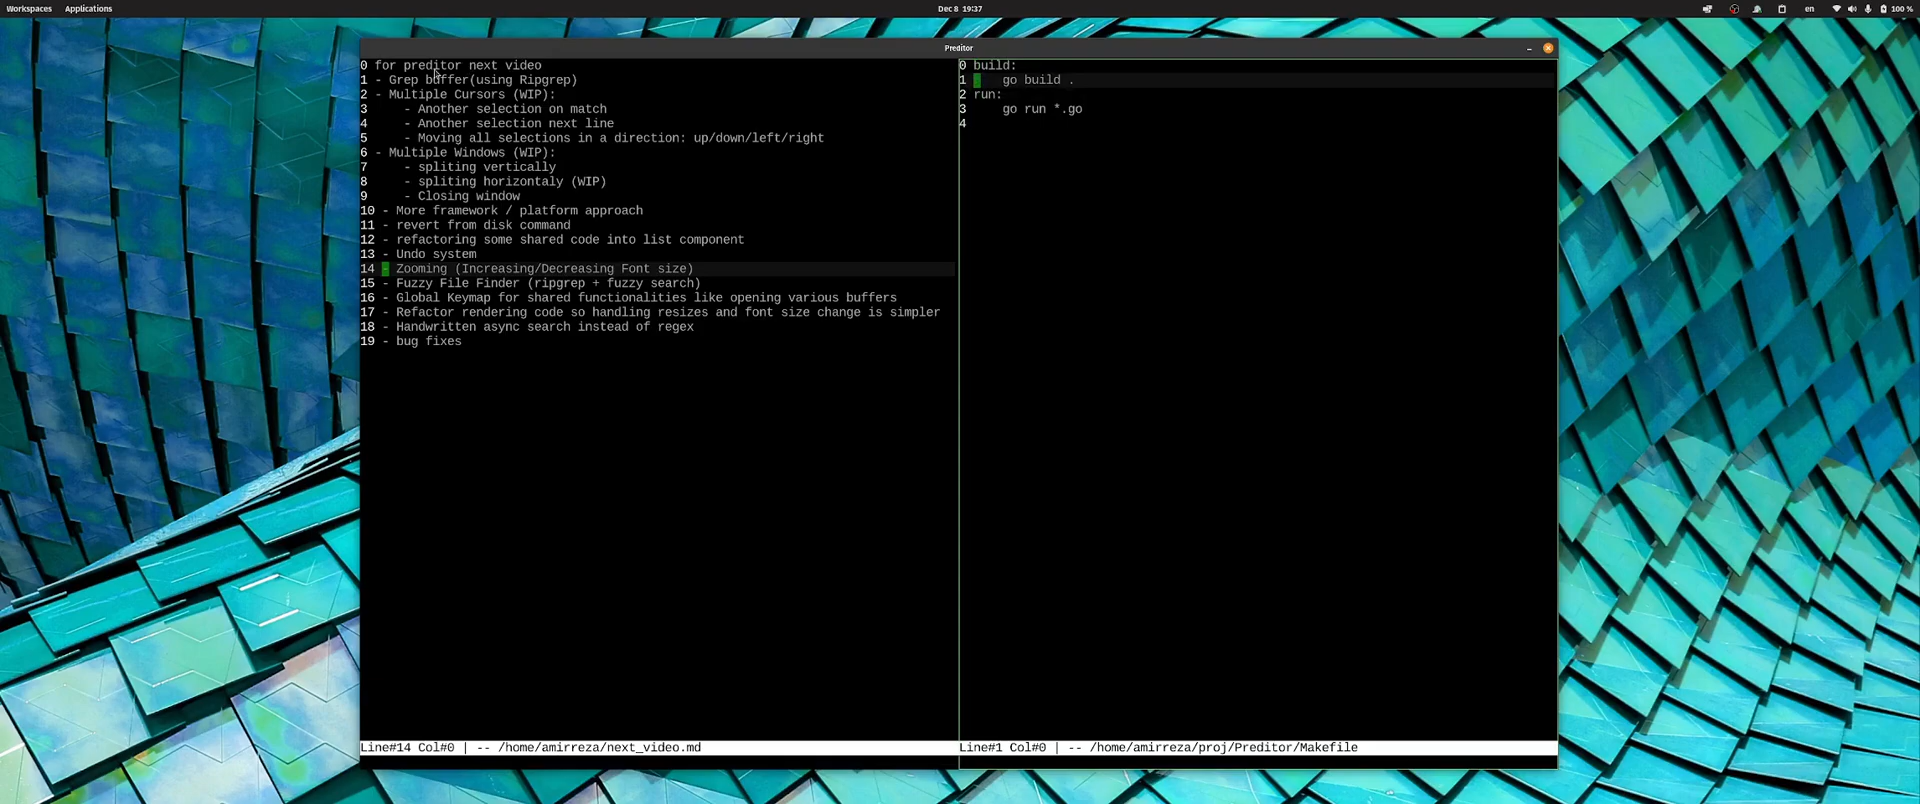 Workspaces Applications
Dec 8 19:37
en
100 %
Preditor
0 for preditor next video
1 - Grep buffer(using Ripgrep)
2 - Multiple Cursors (WIP):
3 - Another selection on match
4 - Another selection next line
5 - Moving all selections in a direction: up/down/left/right
6 - Multiple Windows (WIP):
7 - spliting vertically
8 - spliting horizontaly (WIP)
9 - Closing window
10 - More framework / platform approach
11 - revert from disk command
12 - refactoring some shared code into list component
13 - Undo system
14 - Zooming (Increasing/Decreasing Font size)
15 - Fuzzy File Finder (ripgrep + fuzzy search)
16 - Global Keymap for shared functionalities like opening various buffers
17 - Refactor rendering code so handling resizes and font size change is simpler
18 - Handwritten async search instead of regex
19 - bug fixes
Line#14 Col#0 | -- /home/amirreza/next_video.md
0 build:
1 go build .
2 run:
3 go run *.go
4
Line#1 Col#0 | -- /home/amirreza/proj/Preditor/Makefile